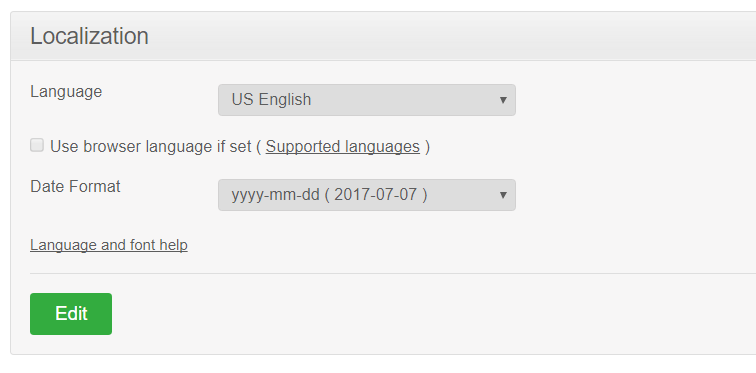 Localization
Language US English
Use browser language if set ( Supported languages )
Date Format yyyy-mm-dd ( 2017-07-07 )
Language and font help
Edit